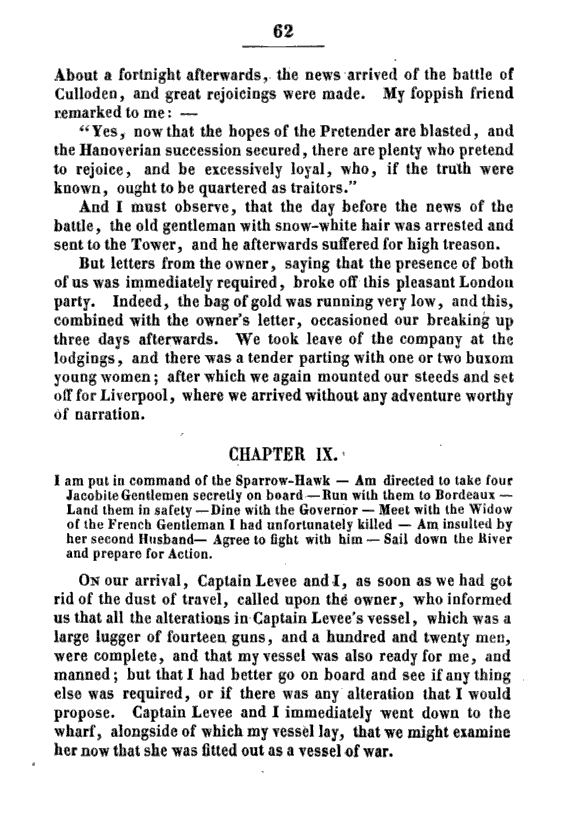 62
About a fortnight afterwards, the news arrived of the battle of
Culloden, and great rejoicings were made. My foppish friend
remarked to me: —
“Yes, now that the hopes of the Pretender are blasted, and
the Hanoverian succession secured, there are plenty who pretend
to rejoice, and be excessively loyal, who, if the truth were
known, ought to be quartered as traitors.”
And I must observe, that the day before the news of the
battle, the old gentleman with snow-white hair was arrested and
sent to the Tower, and he afterwards suffered for high treason.
But letters from the owner, saying that the presence of both
of us was immediately required, broke off this pleasant London
party. Indeed, the bag of gold was running very low, and this,
combined with the owner's letter, occasioned our breaking up
three days afterwards. We took leave of the company at the
lodgings, and there was a tender parting with one or two buxom
young women; after which we again mounted our steeds and set
off for Liverpool, where we arrived without any adventure worthy
of narration.
CHAPTER IX.
I am put in command of the Sparrow-Hawk — Am directed to take four
Jacobite Gentlemen secretly on board — Run with them to Bordeaux —
Land them in safety — Dine with the Governor — Meet with the Widow
of the French Gentleman I had unfortunately killed — Am insulted by
her second Husband — Agree to fight with him — Sail down the River
and prepare for Action.
On our arrival, Captain Levee and I, as soon as we had got
rid of the dust of travel, called upon the owner, who informed
us that all the alterations in Captain Levee's vessel, which was a
large lugger of fourteen guns, and a hundred and twenty men,
were complete, and that my vessel was also ready for me, and
manned; but that I had better go on board and see if any thing
else was required, or if there was any alteration that I would
propose. Captain Levee and I immediately went down to the
wharf, alongside of which my vessel lay, that we might examine
her now that she was fitted out as a vessel of war.